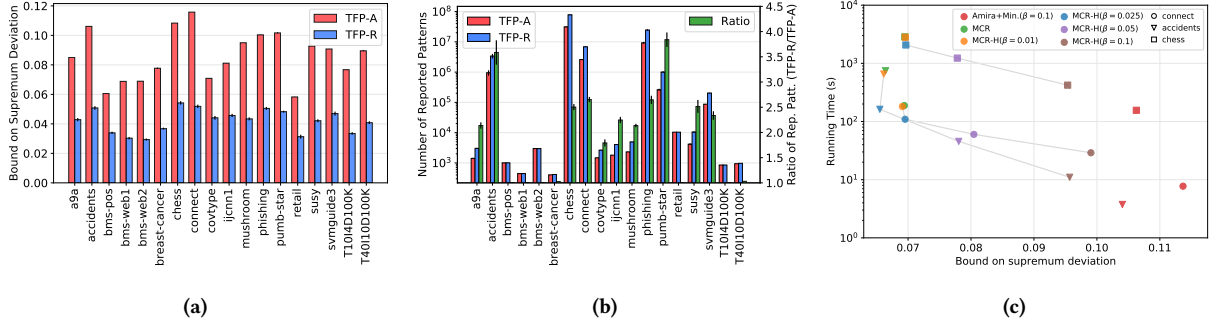 Bound on Supremum Deviation
0.12
0.10
0.08
0.06
0.04
0.02
0.00
TFP-A
TFP-R
a9a
accidents
bms-pos
bms-web1
bms-web2
breast-cancer
chess
connect
covtype
ijcnn1
mushroom
phishing
pumb-star
retail
susy
svmguide3
T10I4D100K
T40I10D100K
(a)
Number of Reported Patterns
10^8
10^7
10^6
10^5
10^4
10^3
TFP-A
TFP-R
Ratio
4.5
4.0
3.5
3.0
2.5
2.0
1.5
1.0
Ratio of Rep. Patt. (TFP-R/TFP-A)
a9a
accidents
bms-pos
bms-web1
bms-web2
breast-cancer
chess
connect
covtype
ijcnn1
mushroom
phishing
pumb-star
retail
susy
svmguide3
T10I4D100K
T40I10D100K
(b)
Running Time (s)
10^4
10^3
10^2
10^1
10^0
Amira+Min.(β = 0.1)
MCR
MCR-H(β = 0.01)
MCR-H(β = 0.025)
MCR-H(β = 0.05)
MCR-H(β = 0.1)
connect
accidents
chess
0.07
0.08
0.09
0.10
0.11
Bound on supremum deviation
(c)